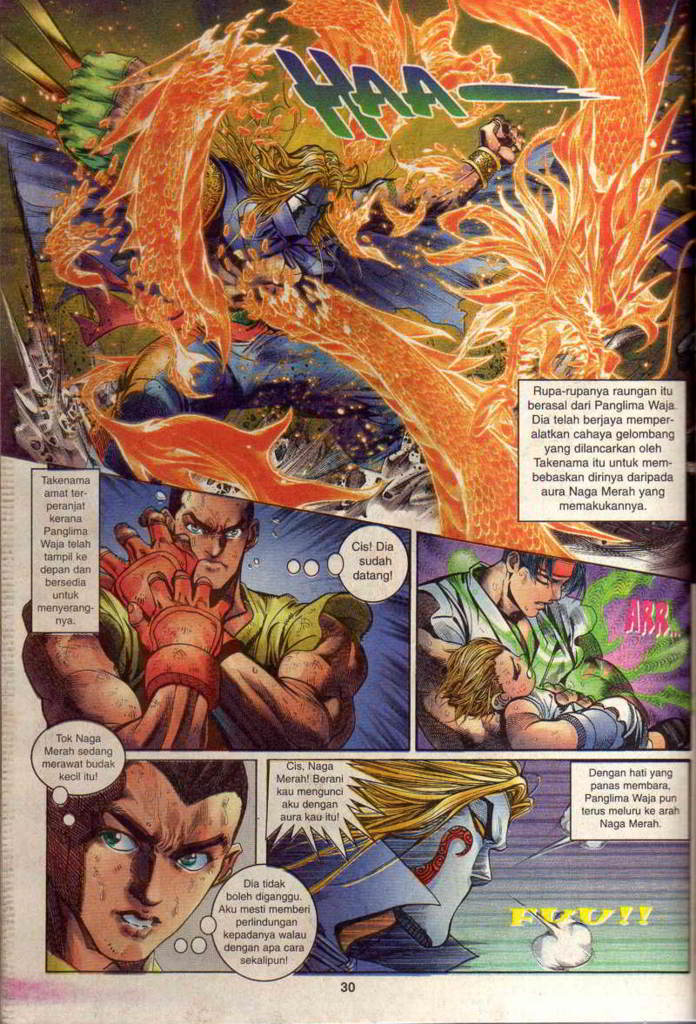 HAA
Rupa-rupanya raungan itu
berasal dari Panglima Waja.
Dia telah berjaya memper-
alatkan cahaya gelombang
yang dilancarkan oleh
Takenama itu untuk mem-
bebaskan dirinya daripada
aura Naga Merah yang
memakukannya.
Takenama
amat ter-
peranjat
kerana
Panglima
Waja telah
tampil ke
depan dan
bersedia
untuk
menyerang-
nya.
Cis! Dia
sudah
datang!
ARR...
Tok Naga
Merah sedang
merawat budak
kecil itu!
Dia tidak
boleh diganggu.
Aku mesti memberi
perlindungan
kepadanya walau
dengan apa cara
sekalipun!
Cis, Naga
Merah! Berani
kau mengunci
aku dengan
aura kau itu!
Dengan hati yang
panas membara,
Panglima Waja pun
terus meluru ke arah
Naga Merah.
FUU!!
30